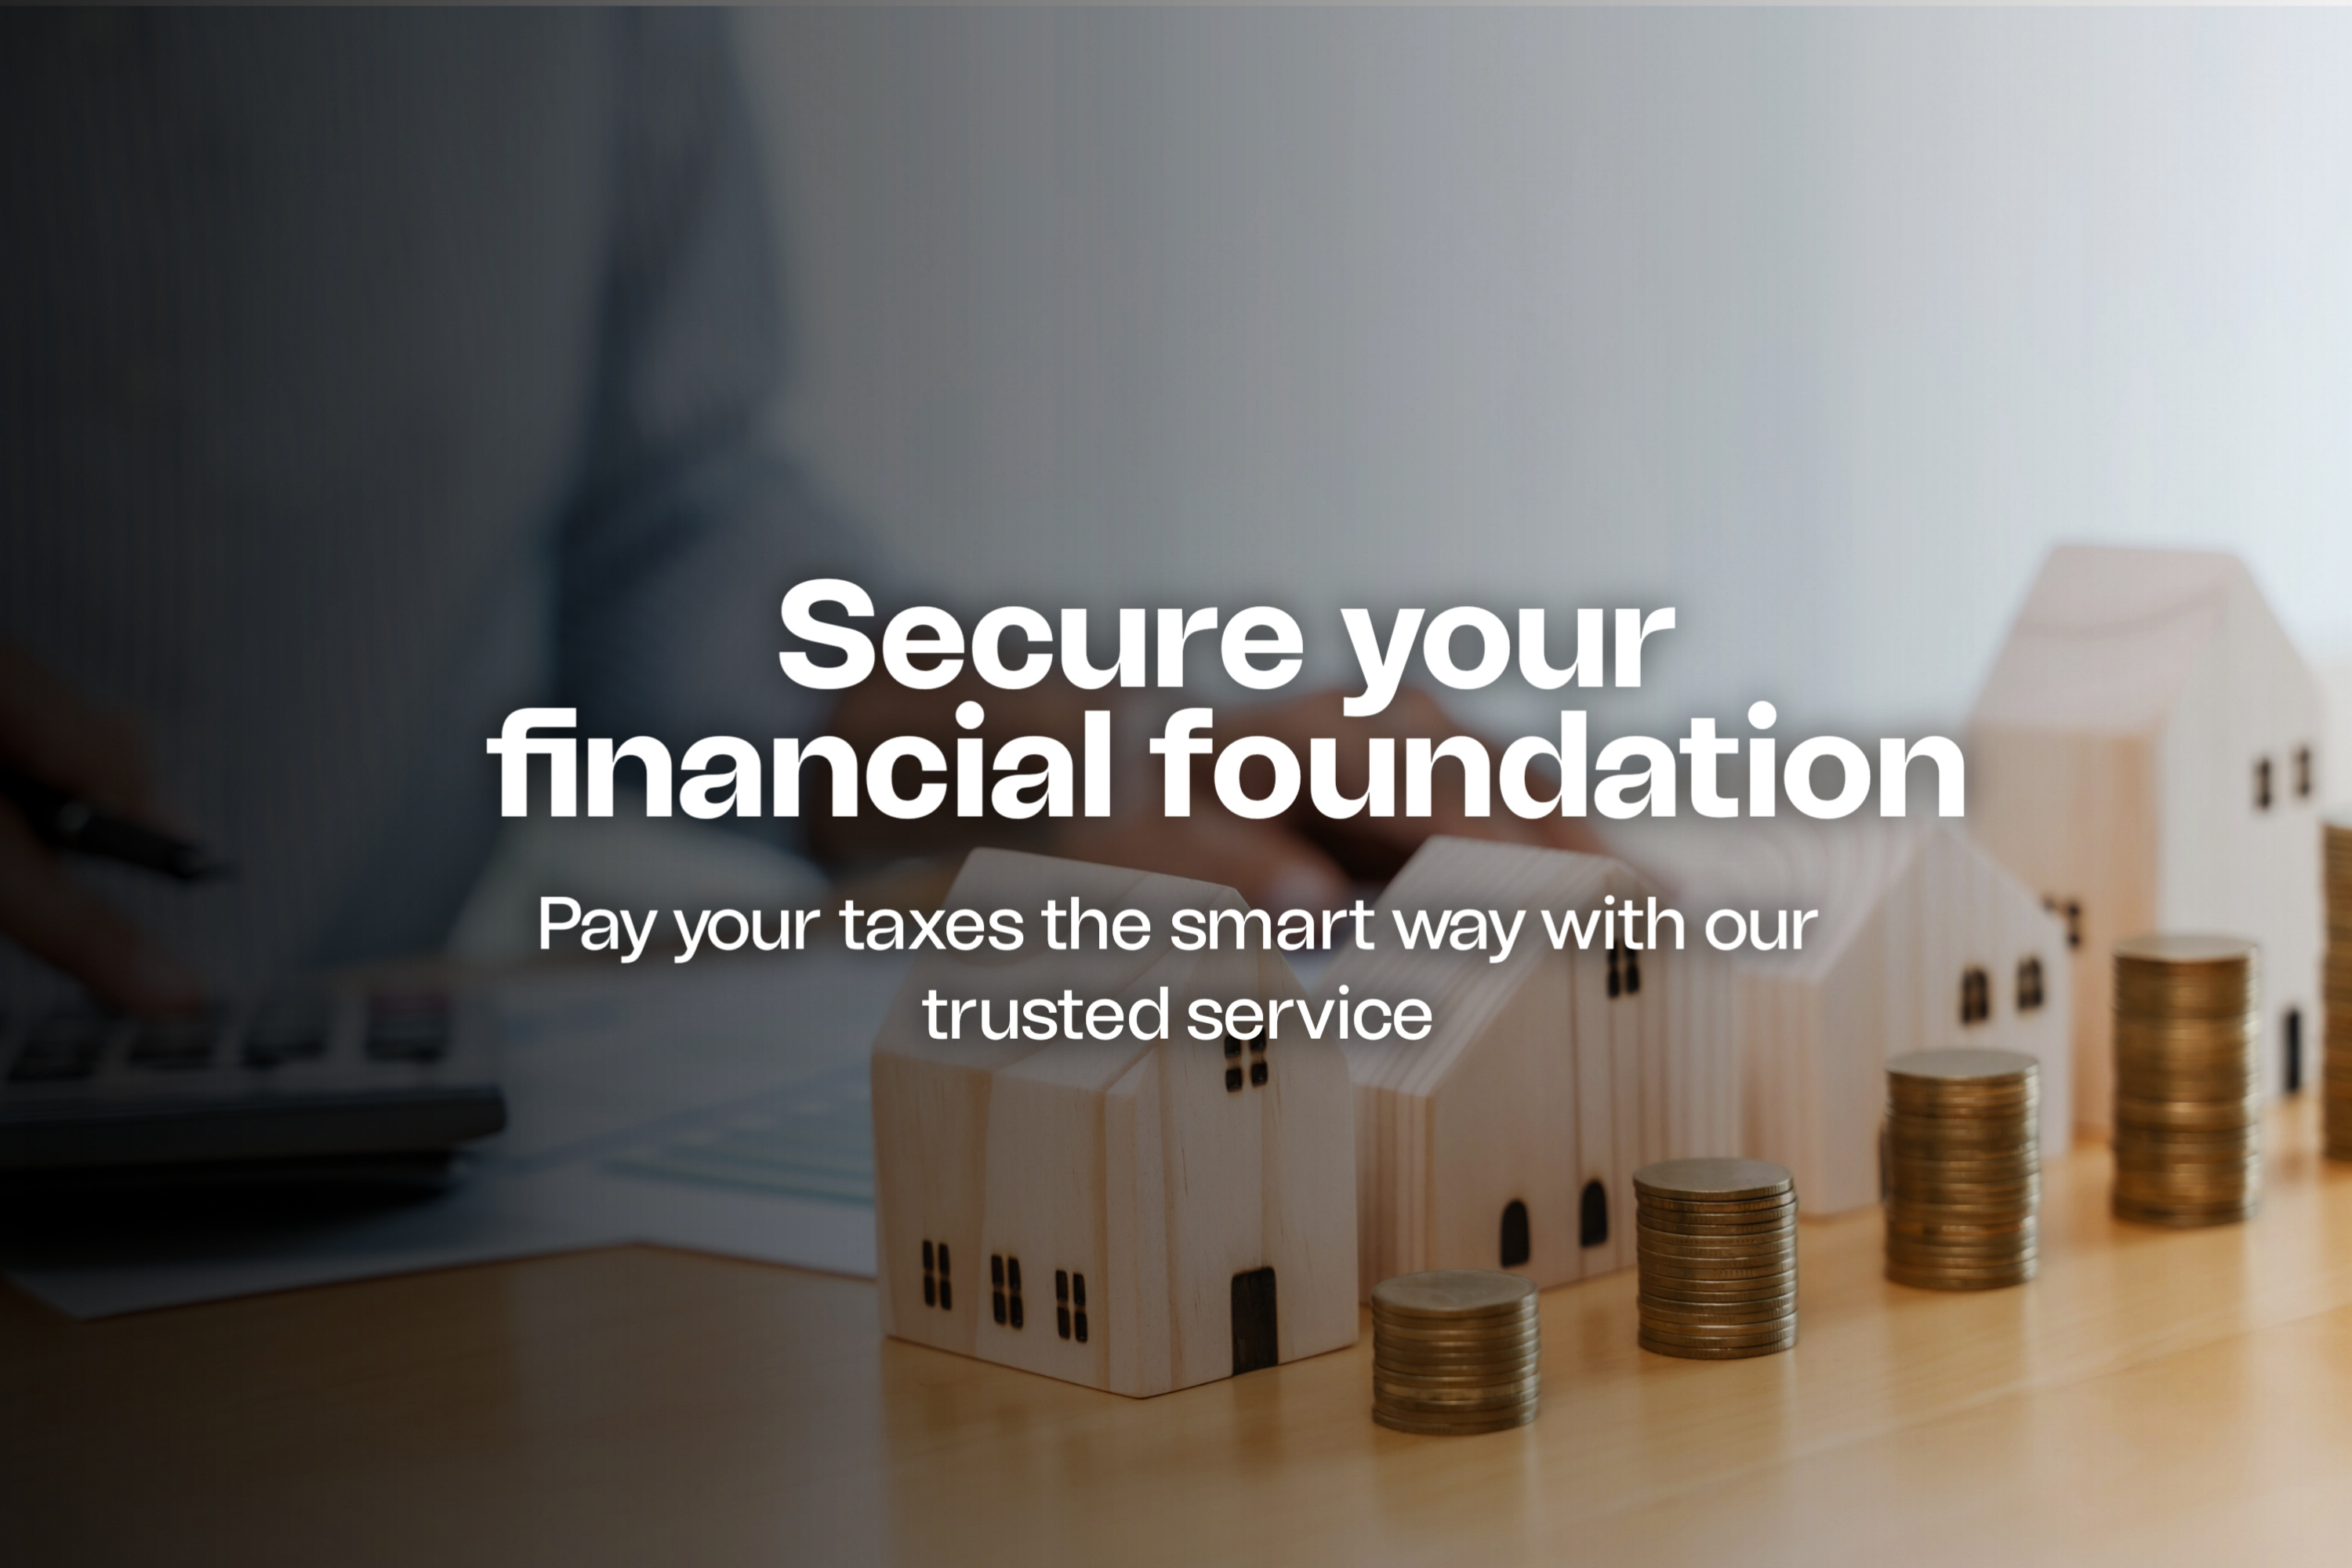 Secure your
financial foundation
Pay your taxes the smart way with our
trusted service